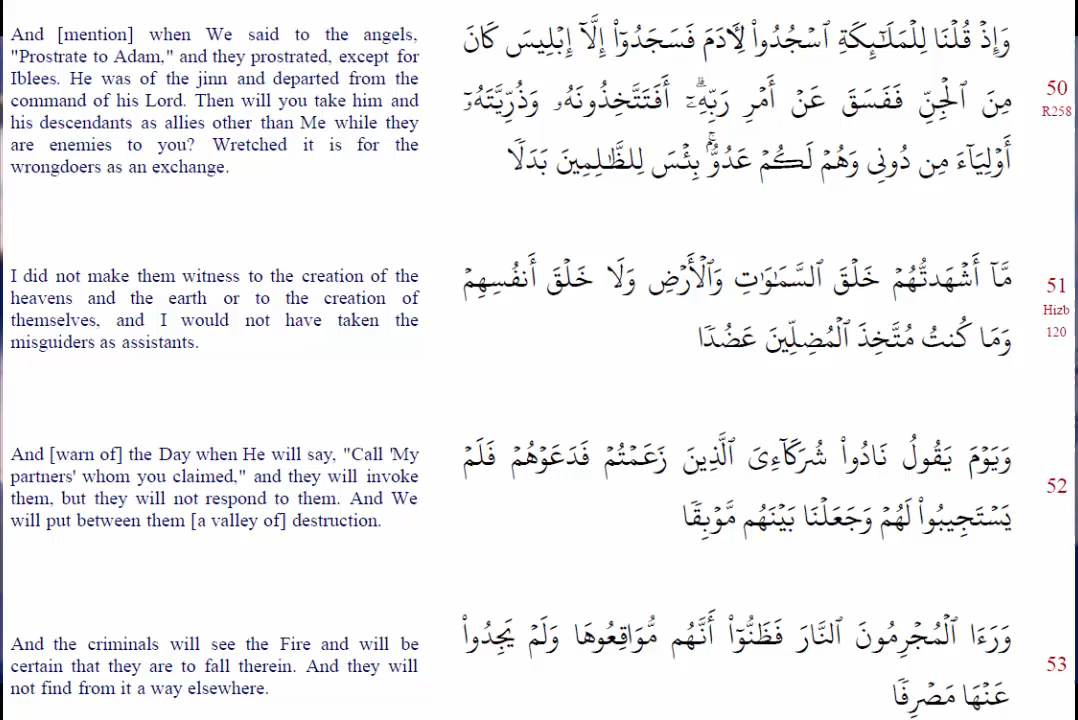 And [mention] when We said to the angels,
"Prostrate to Adam," and they prostrated, except for
Iblees. He was of the jinn and departed from the
command of his Lord. Then will you take him and
his descendants as allies other than Me while they
are enemies to you? Wretched it is for the
wrongdoers as an exchange.
وَإِذْ قُلْنَا لِلْمَلَـٰٓئِكَةِ ٱسْجُدُوا۟ لِـَٔادَمَ فَسَجَدُوٓا۟ إِلَّآ إِبْلِيسَ كَانَ
مِنَ ٱلْجِنِّ فَفَسَقَ عَنْ أَمْرِ رَبِّهِۦٓ ۗ أَفَتَتَّخِذُونَهُۥ وَذُرِّيَّتَهُۥٓ
أَوْلِيَآءَ مِن دُونِى وَهُمْ لَكُمْ عَدُوٌّۢ ۚ بِئْسَ لِلظَّـٰلِمِينَ بَدَلًا
50
R258
I did not make them witness to the creation of the
heavens and the earth or to the creation of
themselves, and I would not have taken the
misguiders as assistants.
مَّآ أَشْهَدتُّهُمْ خَلْقَ ٱلسَّمَـٰوَٰتِ وَٱلْأَرْضِ وَلَا خَلْقَ أَنفُسِهِمْ
وَمَا كُنتُ مُتَّخِذَ ٱلْمُضِلِّينَ عَضُدًا
51
Hizb
120
And [warn of] the Day when He will say, "Call 'My
partners' whom you claimed," and they will invoke
them, but they will not respond to them. And We
will put between them [a valley of] destruction.
وَيَوْمَ يَقُولُ نَادُوا۟ شُرَكَآءِىَ ٱلَّذِينَ زَعَمْتُمْ فَدَعَوْهُمْ فَلَمْ
يَسْتَجِيبُوا۟ لَهُمْ وَجَعَلْنَا بَيْنَهُم مَّوْبِقًا
52
And the criminals will see the Fire and will be
certain that they are to fall therein. And they will
not find from it a way elsewhere.
وَرَءَا ٱلْمُجْرِمُونَ ٱلنَّارَ فَظَنُّوٓا۟ أَنَّهُم مُّوَاقِعُوهَا وَلَمْ يَجِدُوا۟
عَنْهَا مَصْرِفًا
53